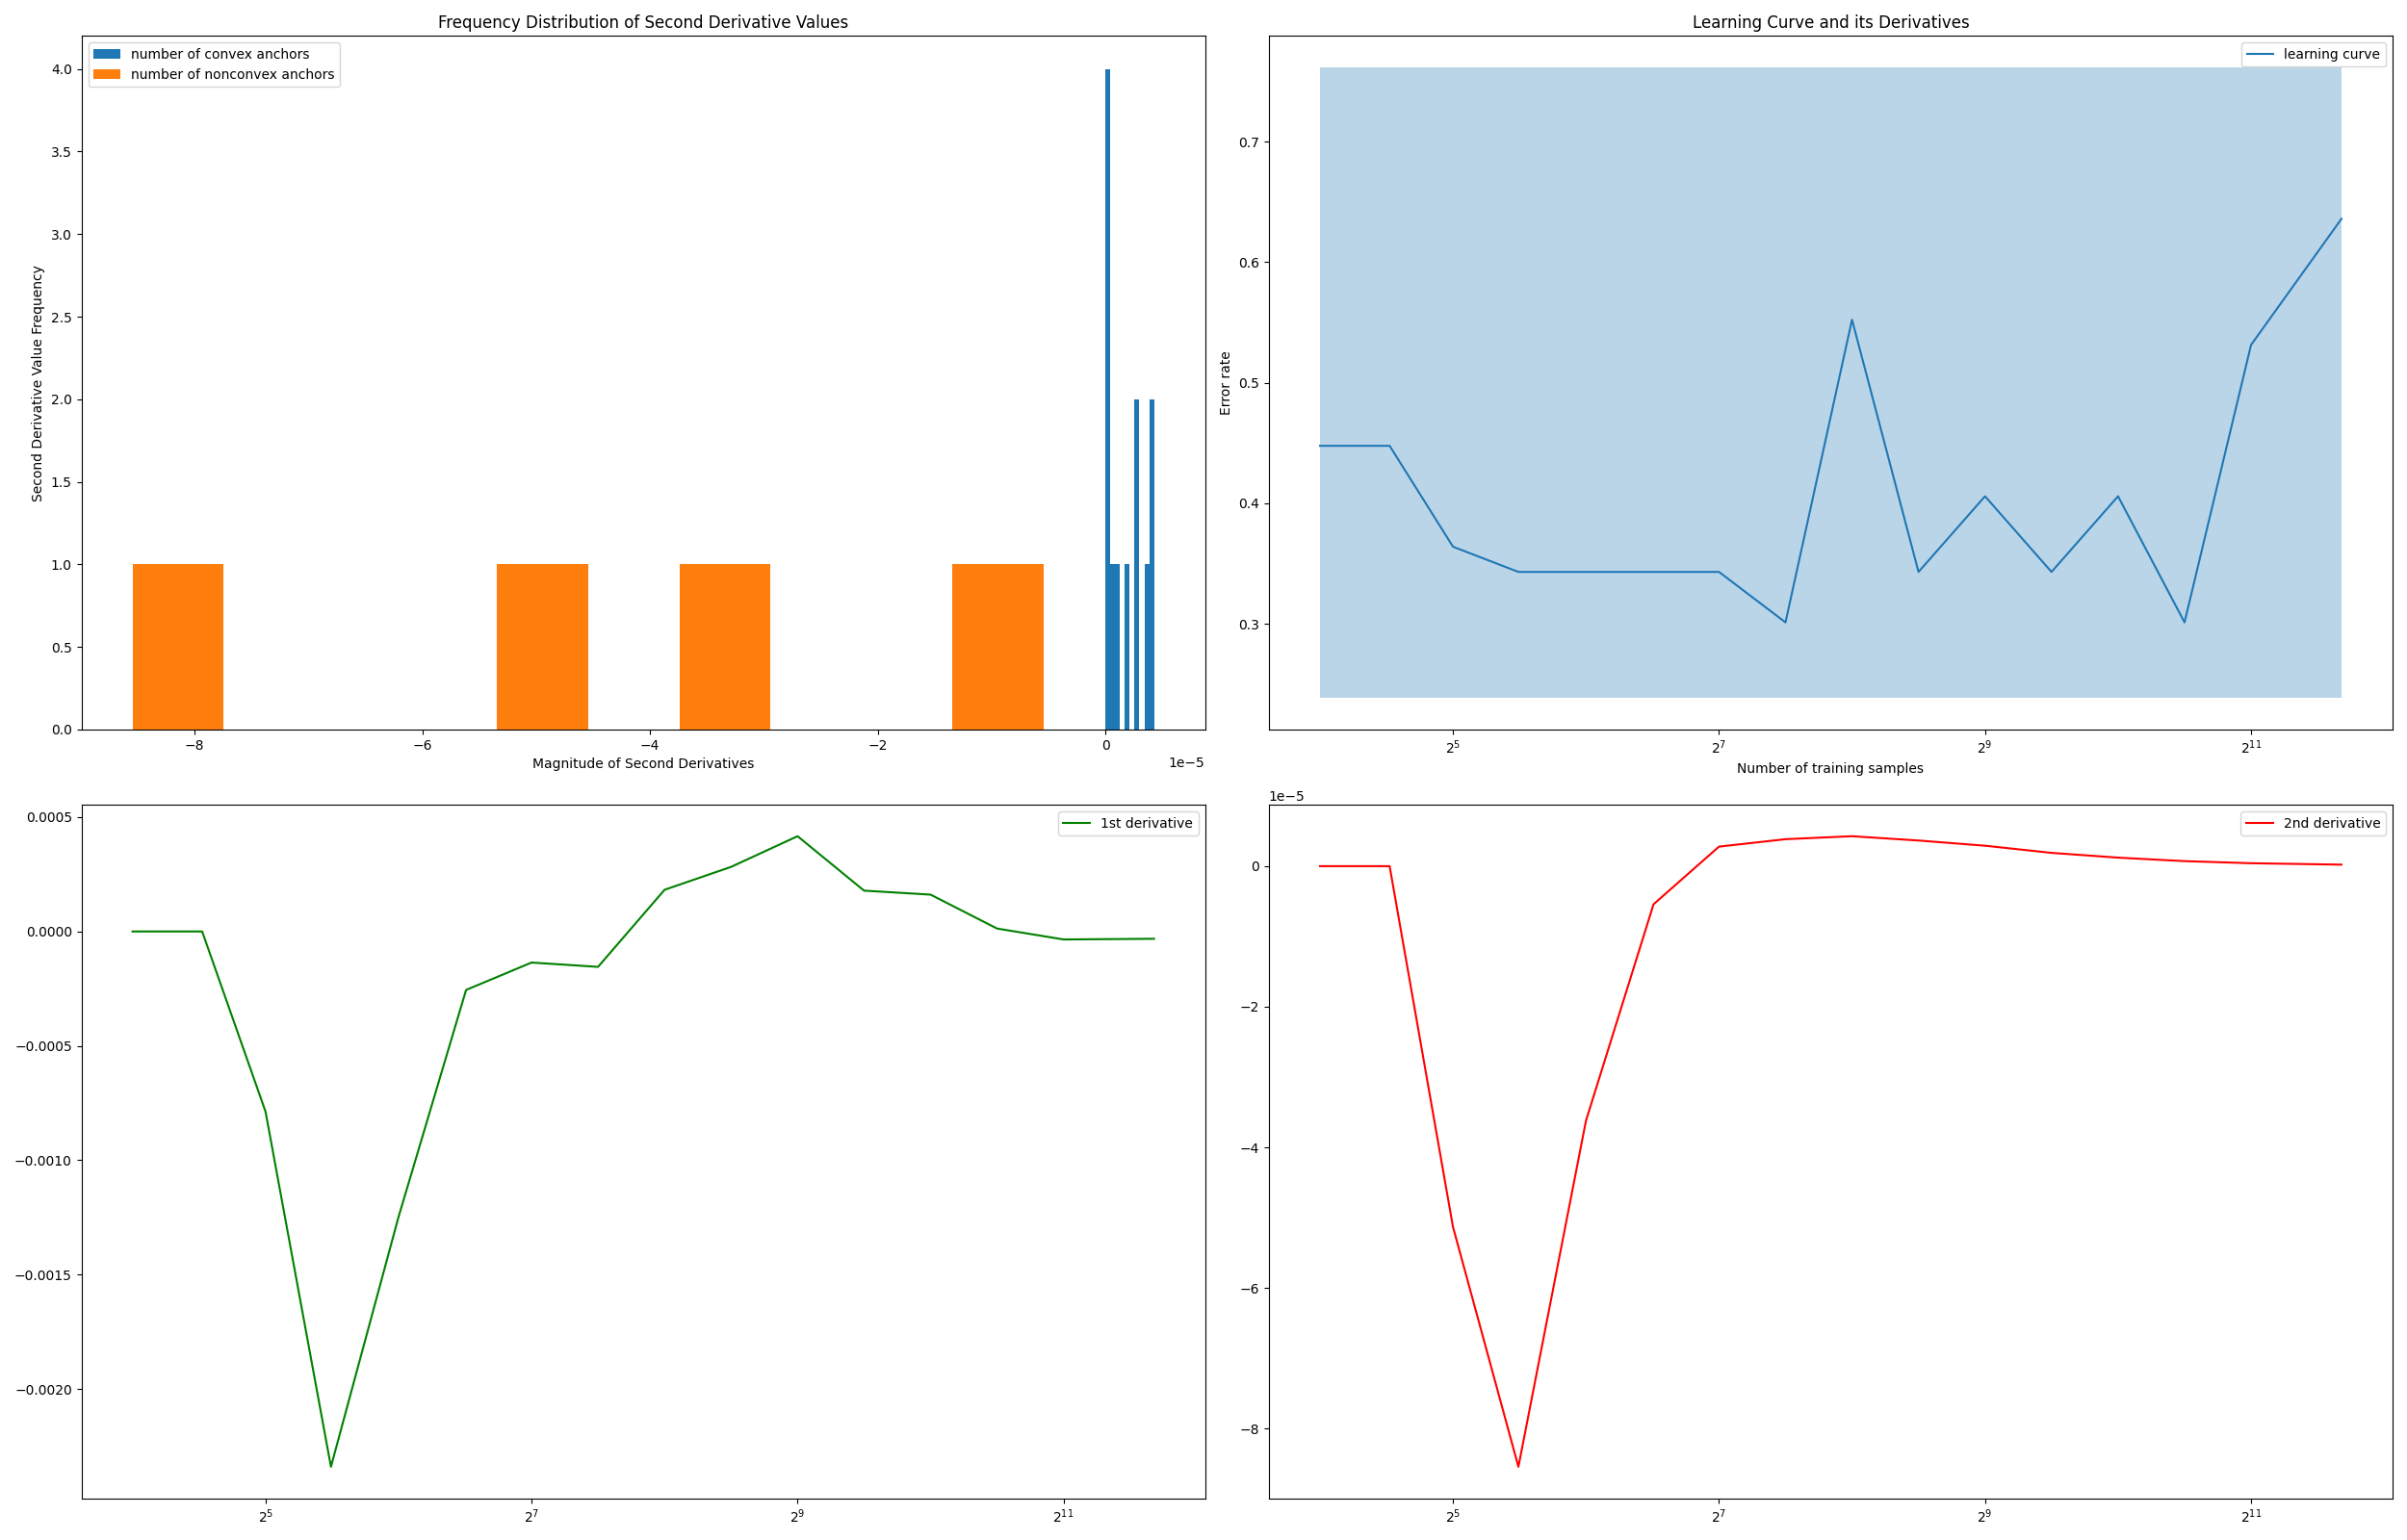 Frequency Distribution of Second Derivative Values
number of convex anchors
number of nonconvex anchors
Second Derivative Value Frequency
4.0
3.5
3.0
2.5
2.0
1.5
1.0
0.5
0.0
−8 −6 −4 −2 0
1e−5
Magnitude of Second Derivatives
Learning Curve and its Derivatives
learning curve
Error rate
0.7
0.6
0.5
0.4
0.3
2^5 2^7 2^9 2^11
Number of training samples
1st derivative
0.0005
0.0000
−0.0005
−0.0010
−0.0015
−0.0020
2^5 2^7 2^9 2^11
1e−5
2nd derivative
0
−2
−4
−6
−8
2^5 2^7 2^9 2^11